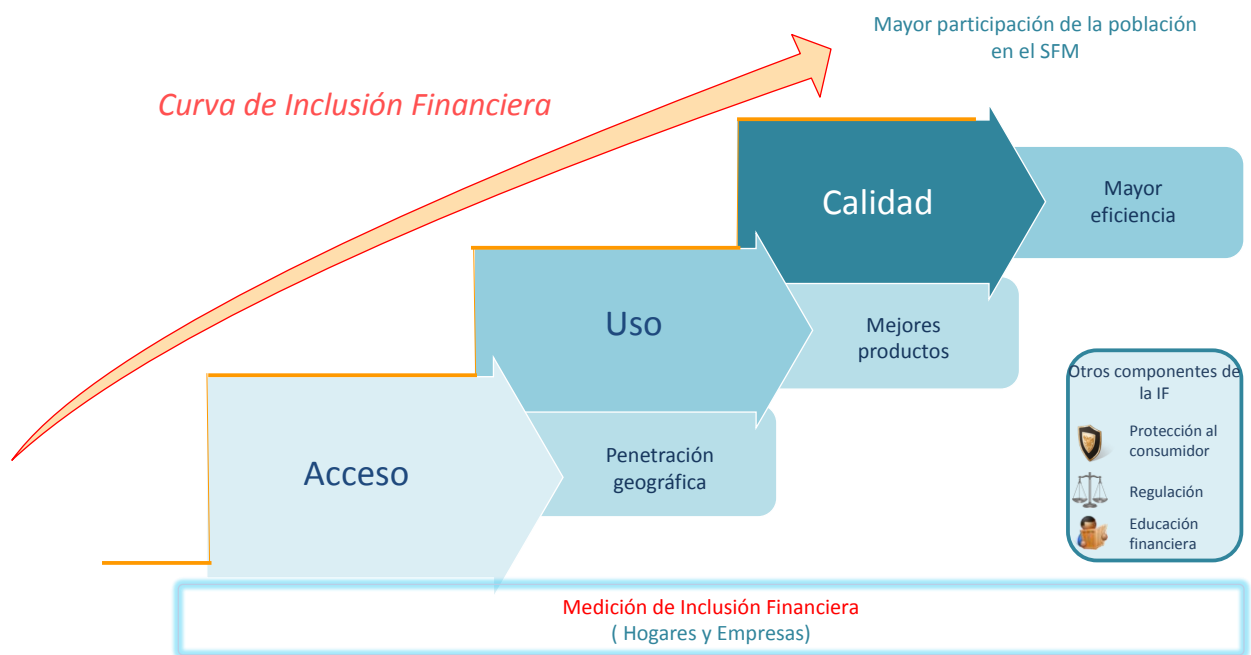 Mayor participación de la población
en el SFM
Curva de Inclusión Financiera
Calidad
Mayor
eficiencia
Uso
Mejores
productos
Acceso
Penetración
geográfica
Otros componentes de
la IF
Protección al
consumidor
Regulación
Educación
financiera
Medición de Inclusión Financiera
( Hogares y Empresas)